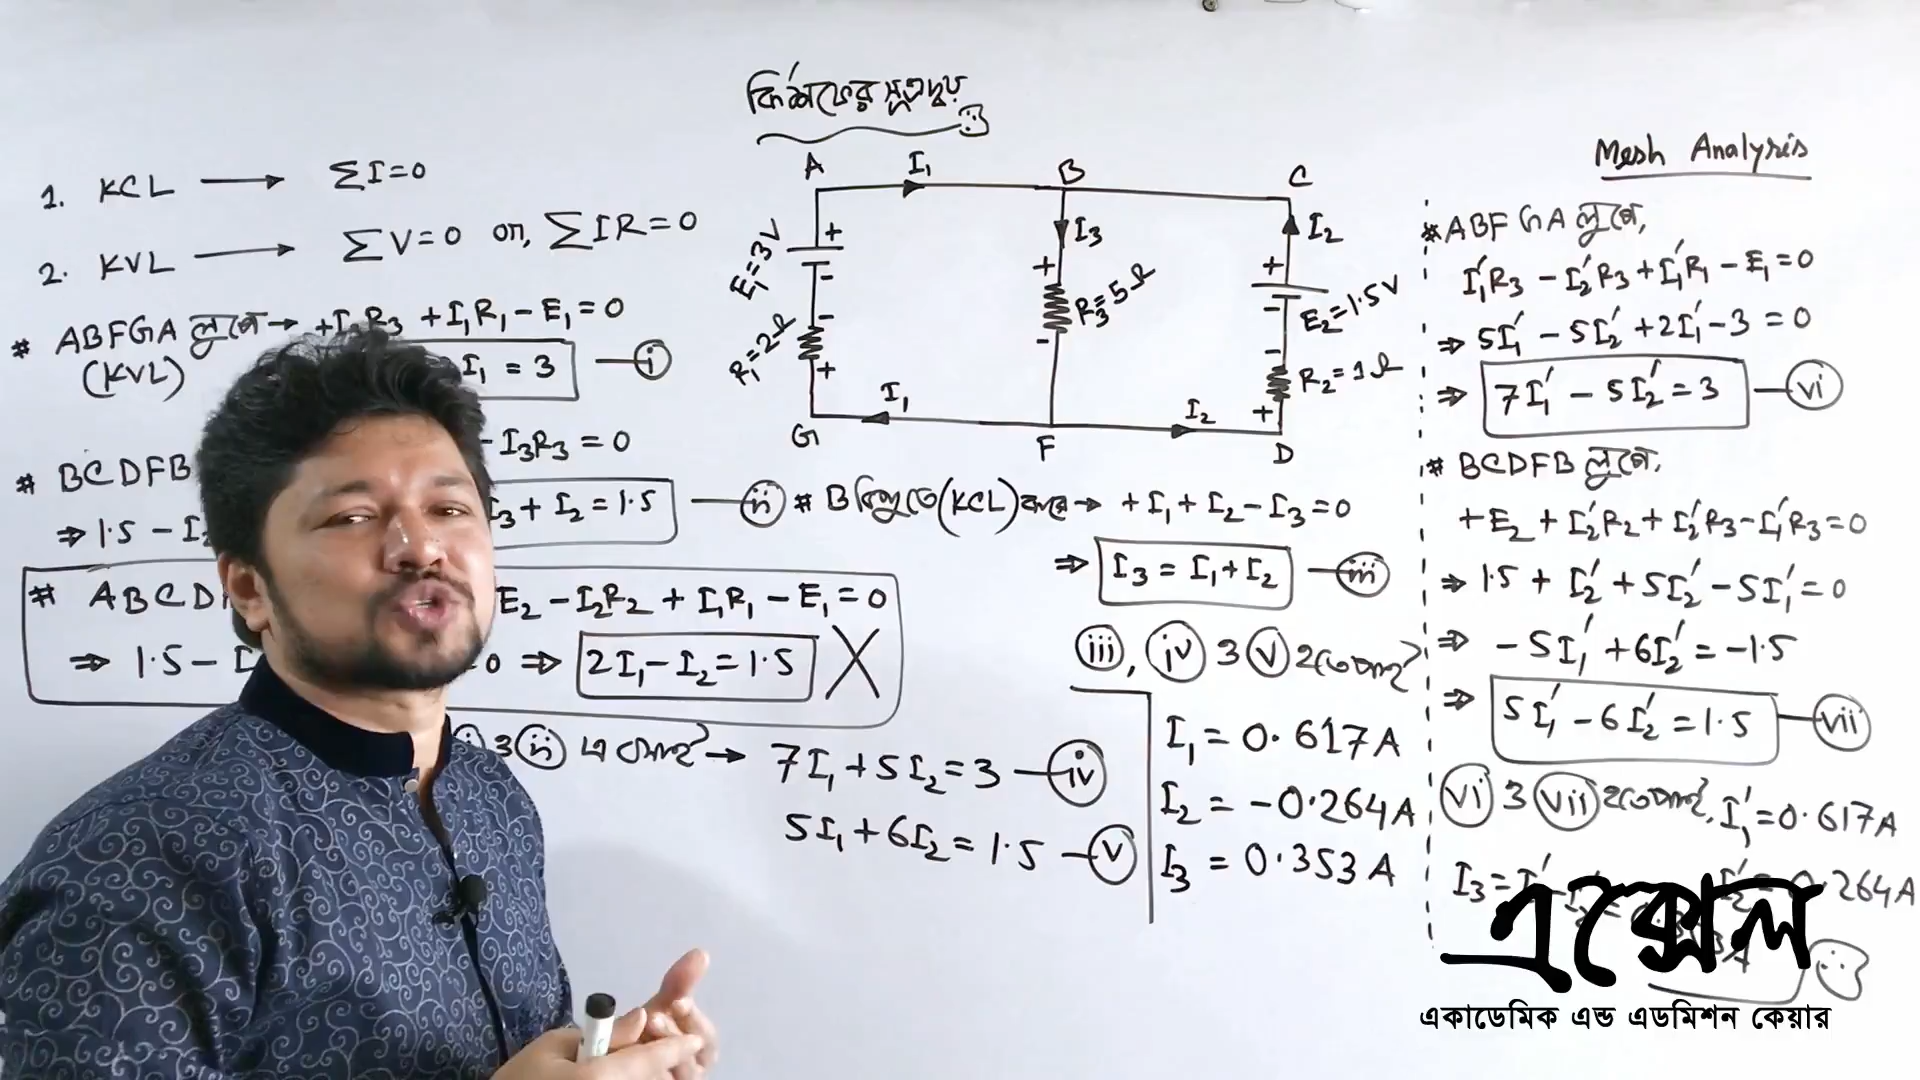 কির্শফের সূত্রদ্বয়
1. KCL ⟶ ΣI=0
2. KVL ⟶ ΣV=0 or, ΣIR=0
# ABFGA লুপে→ +I₃R₃ +I₁R₁ - E₁ = 0
(KVL)
I₁ = 3 — i
# BCDFB
- I₃R₃ = 0
⇒ 1.5 - I₂
I₃ + I₂ = 1.5 — ii
# ABCD
E₂ - I₂R₂ + I₁R₁ - E₁ = 0
⇒ 1.5 - I
= 0 ⇒ 2I₁ - I₂ = 1.5 X
i ও ii এ
→ 7I₁ + 5I₂ = 3 — iv
5I₁ + 6I₂ = 1.5 — v
A I₁ B C
E₁=3V + -
R₁=2Ω - +
I₃
+ - R₃=5Ω
I₂
+ - E₂=1.5V
R₂=1Ω - +
G I₁ F I₂ D
# B বিন্দুতে (KCL) করে→ +I₁ + I₂ - I₃ = 0
⇒ I₃ = I₁ + I₂ — iii
iii, iv ও v হতে পাই
I₁ = 0.617A
I₂ = -0.264A
I₃ = 0.353A
Mesh Analysis
* ABFGA লুপে,
I₁′R₃ - I₂′R₃ + I₁′R₁ - E₁ = 0
⇒ 5I₁′ - 5I₂′ + 2I₁′ - 3 = 0
⇒ 7I₁′ - 5I₂′ = 3 — vi
# BCDFB লুপে,
+E₂ + I₂′R₂ + I₂′R₃ - I₁′R₃ = 0
⇒ 1.5 + I₂′ + 5I₂′ - 5I₁′ = 0
⇒ -5I₁′ + 6I₂′ = -1.5
⇒ 5I₁′ - 6I₂′ = 1.5 — vii
vi ও vii হতে পাই, I₁′ = 0.617A
I₃ = I₁′ - I₂′ = 0.264A
এক্সেল
একাডেমিক এন্ড এডমিশন কেয়ার